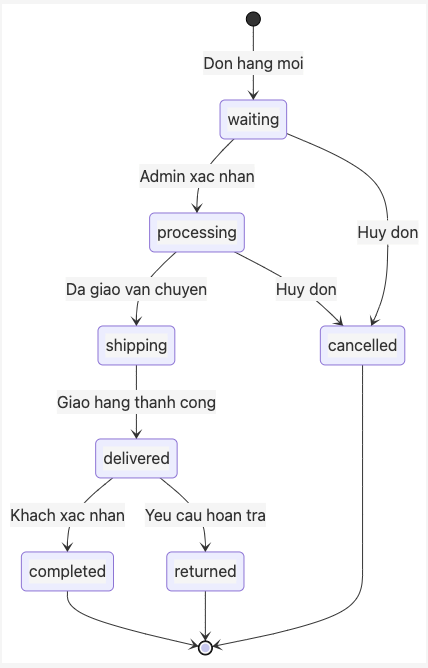 Don hang moi
waiting
Admin xac nhan
Huy don
processing
Da giao van chuyen
Huy don
shipping
cancelled
Giao hang thanh cong
delivered
Khach xac nhan
Yeu cau hoan tra
completed
returned